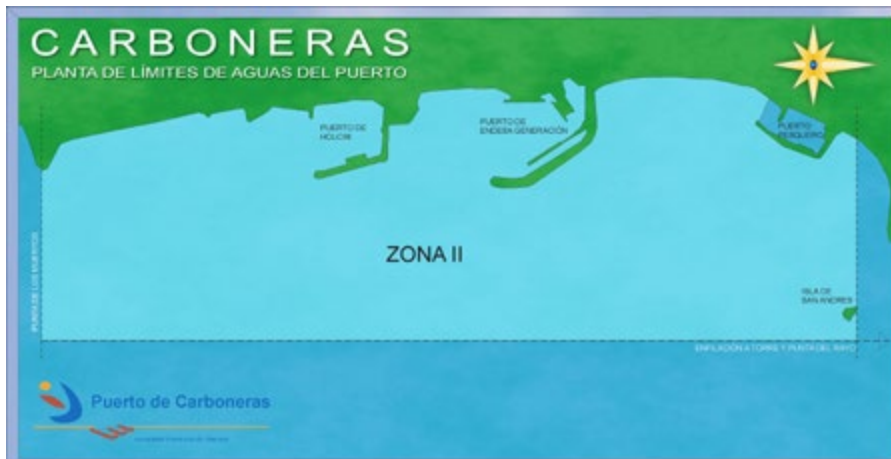 CARBONERAS
PLANTA DE LÍMITES DE AGUAS DEL PUERTO
PUERTO DE
HOLCIM
PUERTO DE
ENDESA GENERACIÓN
PUERTO
PESQUERO
ZONA II
PUNTA DE LOS MUERTOS
ISLA DE
SAN ANDRES
ENFILACIÓN A TORRE Y PUNTA DEL RAYO
Puerto de Carboneras